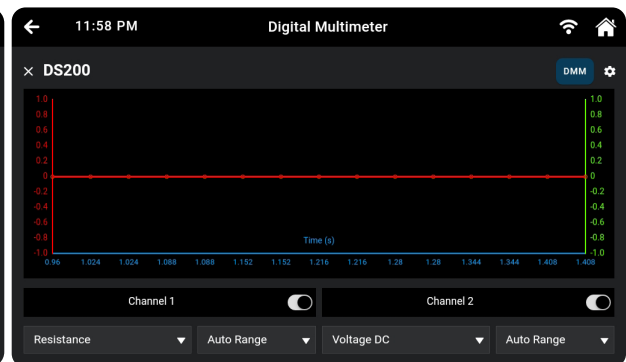 11:58 PM Digital Multimeter
× DS200 DMM
1.0 1.0
0.8 0.8
0.6 0.6
0.4 0.4
0.2 0.2
0 0
-0.2 -0.2
-0.4 -0.4
-0.6 -0.6
-0.8 -0.8
Time (s)
-1.0 -1.0
0.96 1.024 1.024 1.088 1.088 1.152 1.152 1.216 1.216 1.28 1.28 1.344 1.344 1.408 1.408
Channel 1 Channel 2
Resistance Auto Range Voltage DC Auto Range